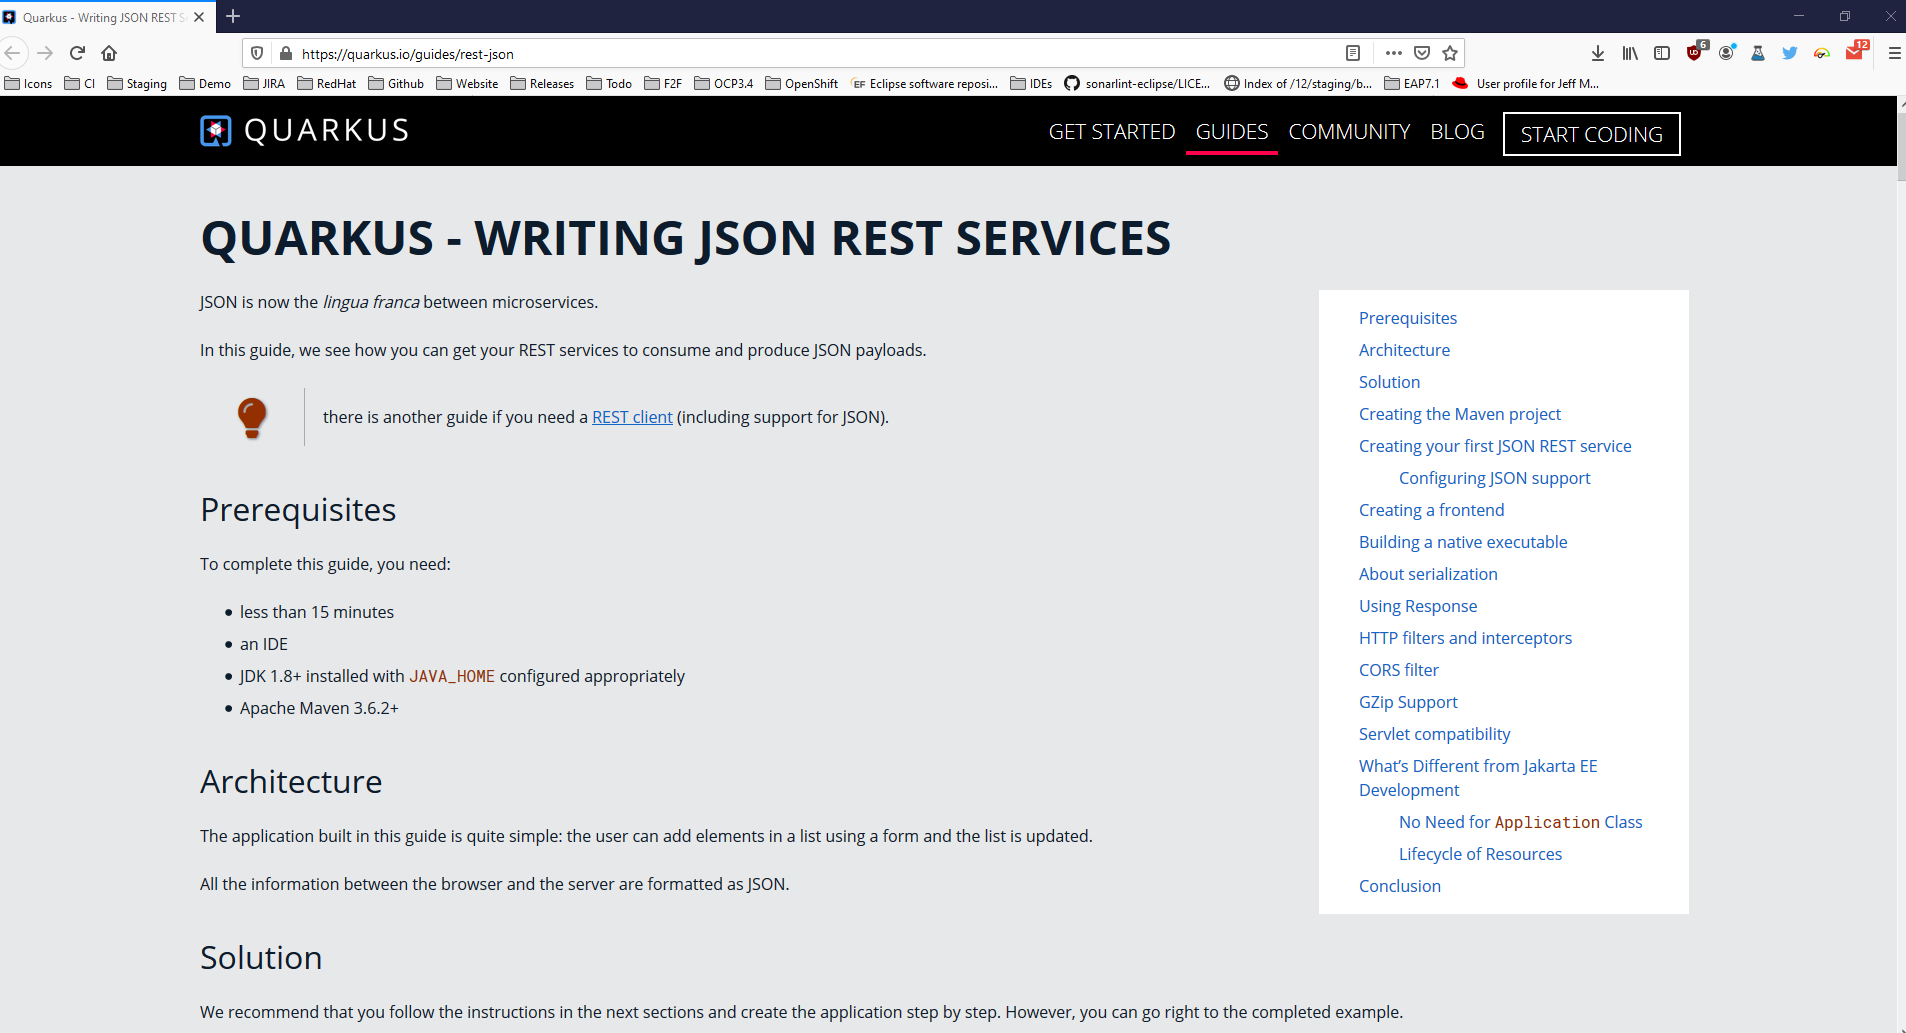 Quarkus - Writing JSON REST S
https://quarkus.io/guides/rest-json
6
12
Icons CI Staging Demo JIRA RedHat Github Website Releases Todo F2F OCP3.4 OpenShift EF Eclipse software reposi... IDEs sonarlint-eclipse/LICE... Index of /12/staging/b... EAP7.1 User profile for Jeff M...
QUARKUS GET STARTED GUIDES COMMUNITY BLOG START CODING
QUARKUS - WRITING JSON REST SERVICES
JSON is now the lingua franca between microservices.
In this guide, we see how you can get your REST services to consume and produce JSON payloads.
there is another guide if you need a REST client (including support for JSON).
Prerequisites
To complete this guide, you need:
• less than 15 minutes
• an IDE
• JDK 1.8+ installed with JAVA_HOME configured appropriately
• Apache Maven 3.6.2+
Architecture
The application built in this guide is quite simple: the user can add elements in a list using a form and the list is updated.
All the information between the browser and the server are formatted as JSON.
Solution
We recommend that you follow the instructions in the next sections and create the application step by step. However, you can go right to the completed example.
Prerequisites
Architecture
Solution
Creating the Maven project
Creating your first JSON REST service
Configuring JSON support
Creating a frontend
Building a native executable
About serialization
Using Response
HTTP filters and interceptors
CORS filter
GZip Support
Servlet compatibility
What's Different from Jakarta EE
Development
No Need for Application Class
Lifecycle of Resources
Conclusion